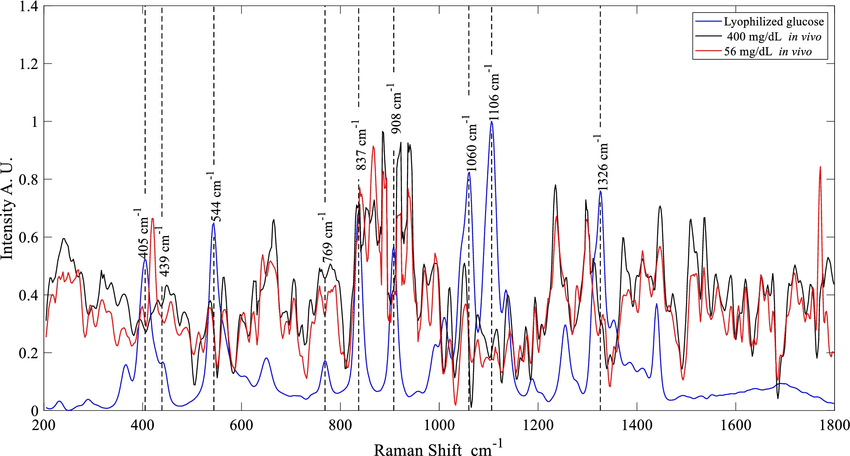 1.4
1.2
1
0.8
0.6
0.4
0.2
0
Intensity A. U.
200
400
600
800
1000
1200
1400
1600
1800
Raman Shift cm-1
405 cm-1
439 cm-1
544 cm-1
769 cm-1
837 cm-1
908 cm-1
1060 cm-1
1106 cm-1
1326 cm-1
Lyophilized glucose
400 mg/dL in vivo
56 mg/dL in vivo